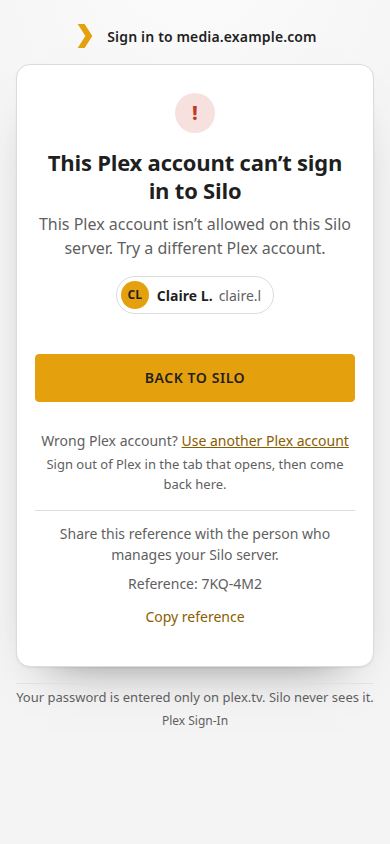 Sign in to media.example.com
!
This Plex account can’t sign
in to Silo
This Plex account isn’t allowed on this Silo
server. Try a different Plex account.
CL Claire L. claire.l
BACK TO SILO
Wrong Plex account? Use another Plex account
Sign out of Plex in the tab that opens, then come
back here.
Share this reference with the person who
manages your Silo server.
Reference: 7KQ-4M2
Copy reference
Your password is entered only on plex.tv. Silo never sees it.
Plex Sign-In